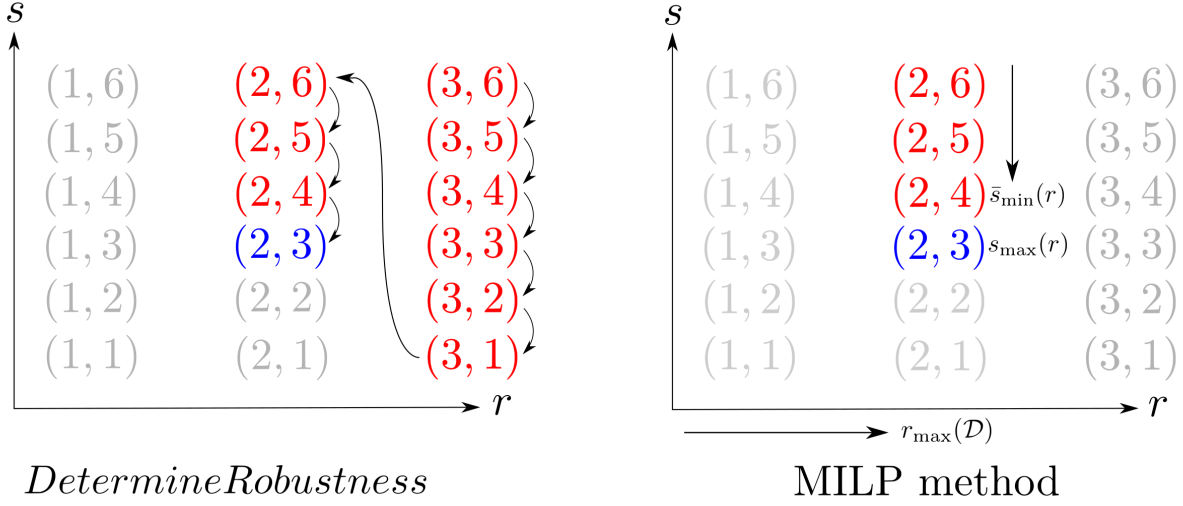 s s
(1, 6) (2, 6) (3, 6) (1, 6) (2, 6) (3, 6)
(1, 5) (2, 5) (3, 5) (1, 5) (2, 5) (3, 5)
(1, 4) (2, 4) (3, 4) (1, 4) (2, 4) s̄min(r) (3, 4)
(1, 3) (2, 3) (3, 3) (1, 3) (2, 3) smax(r) (3, 3)
(1, 2) (2, 2) (3, 2) (1, 2) (2, 2) (3, 2)
(1, 1) (2, 1) (3, 1) (1, 1) (2, 1) (3, 1)
r r
rmax(𝒟)
DetermineRobustness MILP method